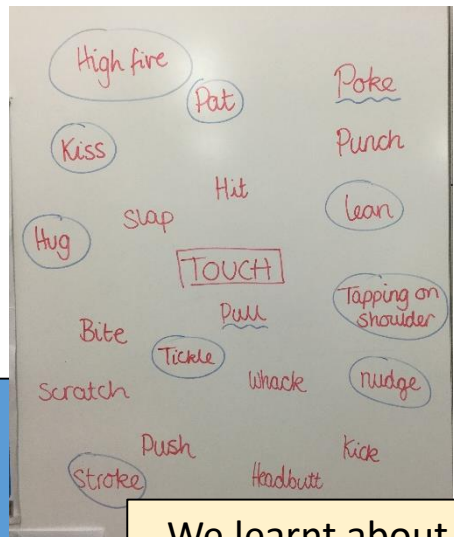 High five
Pat
Poke
Kiss
Punch
Hit
Slap
lean
Hug
TOUCH
Tapping on
shoulder
Pull
Bite
Tickle
Scratch
Whack
nudge
Push
Kick
Stroke
Headbutt
We learnt about